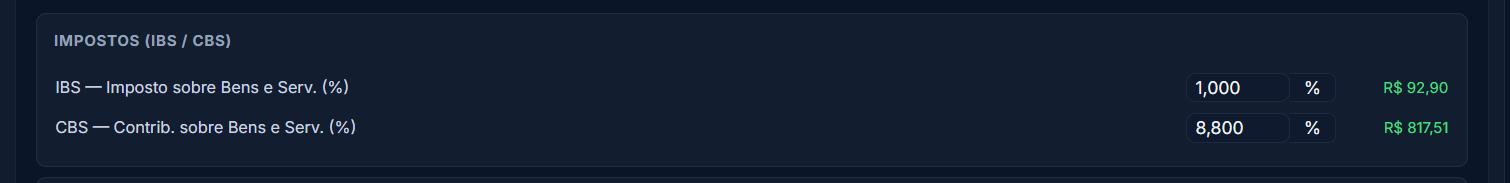 IMPOSTOS (IBS / CBS)
IBS — Imposto sobre Bens e Serv. (%) 1,000 % R$ 92,90
CBS — Contrib. sobre Bens e Serv. (%) 8,800 % R$ 817,51